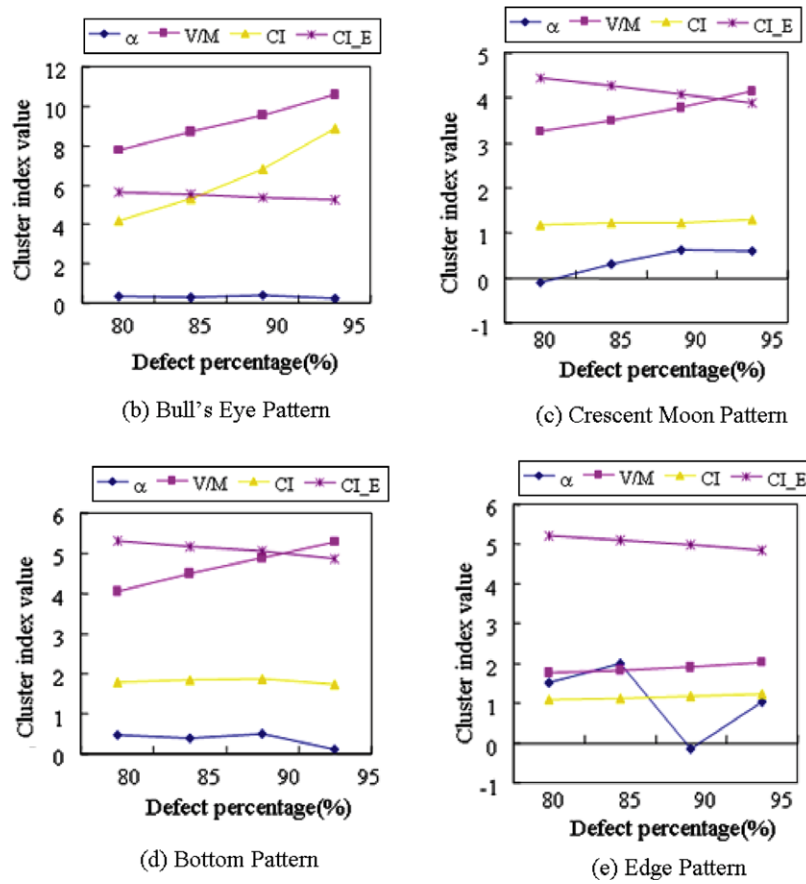 α V/M CI CI_E
12
10
8
6
4
2
0
Cluster index value
80 85 90 95
Defect percentage(%)
(b) Bull's Eye Pattern
α V/M CI CI_E
5
4
3
2
1
0
-1
Cluster index value
80 85 90 95
Defect percentage(%)
(c) Crescent Moon Pattern
α V/M CI CI_E
6
5
4
3
2
1
0
Cluster index value
80 85 90 95
Defect percentage(%)
(d) Bottom Pattern
α V/M CI CI_E
6
5
4
3
2
1
0
-1
Cluster index value
80 85 90 95
Defect percentage(%)
(e) Edge Pattern